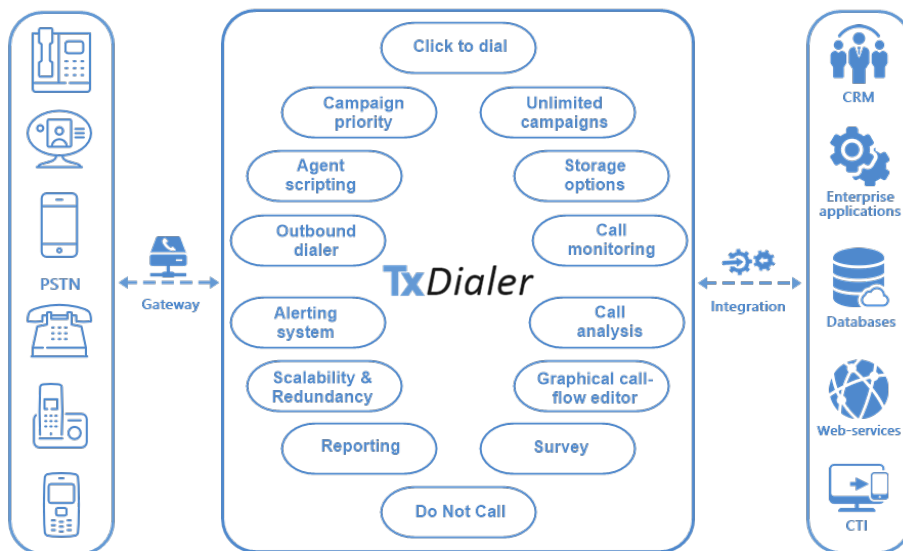 Click to dial
Campaign
priority
Unlimited
campaigns
Agent
scripting
Storage
options
Outbound
dialer
Call
monitoring
TxDialer
Alerting
system
Call
analysis
Scalability &
Redundancy
Graphical call-
flow editor
Reporting
Survey
Do Not Call
PSTN
Gateway
Integration
CRM
Enterprise
applications
Databases
Web-services
CTI